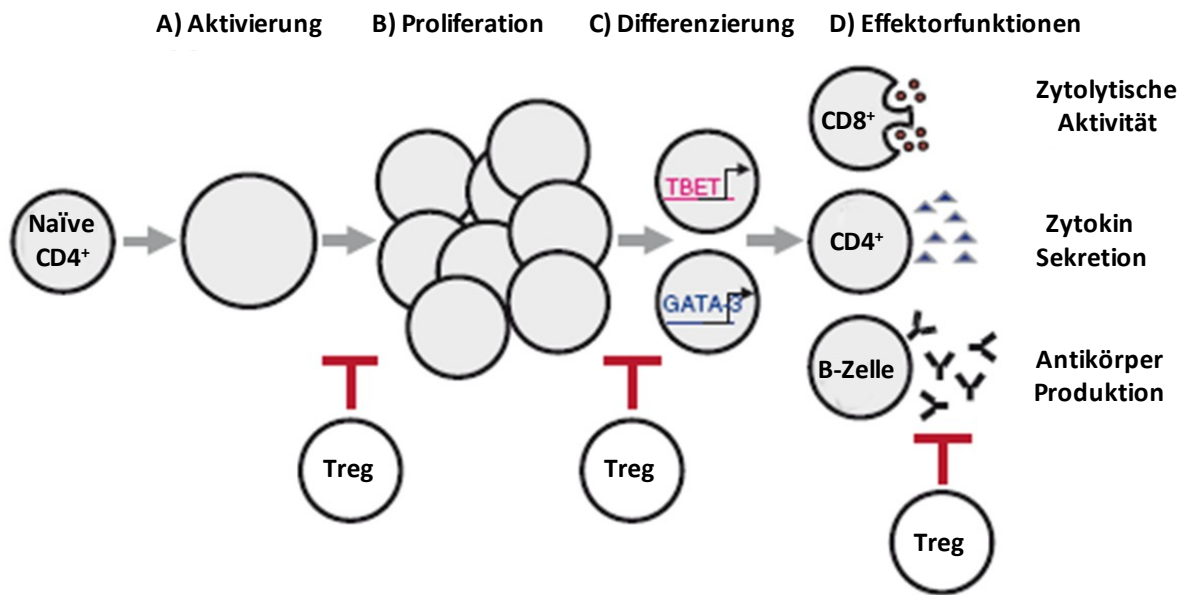 A) Aktivierung B) Proliferation C) Differenzierung D) Effektorfunktionen
Naïve
CD4⁺
TBET
GATA-3
CD8⁺
Zytolytische
Aktivität
CD4⁺
Zytokin
Sekretion
B-Zelle
Antikörper
Produktion
Treg
Treg
Treg